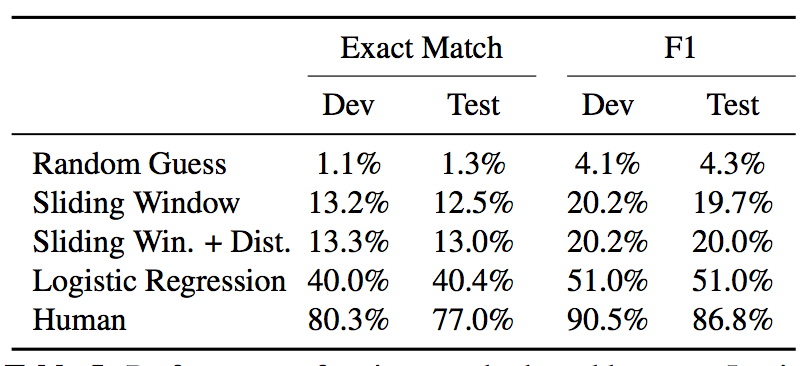 Exact Match F1
Dev Test Dev Test
Random Guess 1.1% 1.3% 4.1% 4.3%
Sliding Window 13.2% 12.5% 20.2% 19.7%
Sliding Win. + Dist. 13.3% 13.0% 20.2% 20.0%
Logistic Regression 40.0% 40.4% 51.0% 51.0%
Human 80.3% 77.0% 90.5% 86.8%